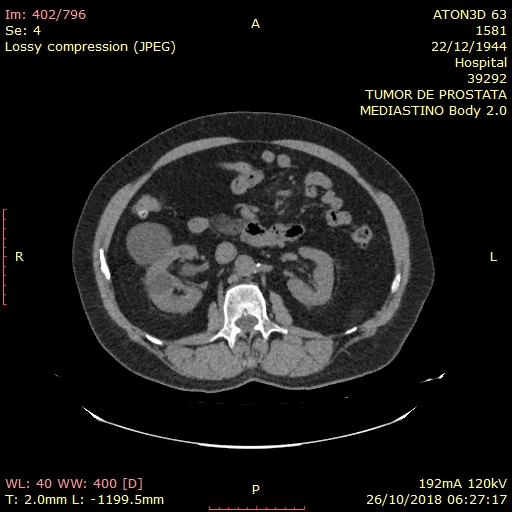 Im: 402/796
Se: 4
Lossy compression (JPEG)
A
ATON3D 63
1581
22/12/1944
Hospital
39292
TUMOR DE PROSTATA
MEDIASTINO Body 2.0
R
L
WL: 40 WW: 400 [D]
T: 2.0mm L: -1199.5mm
P
192mA 120kV
26/10/2018 06:27:17